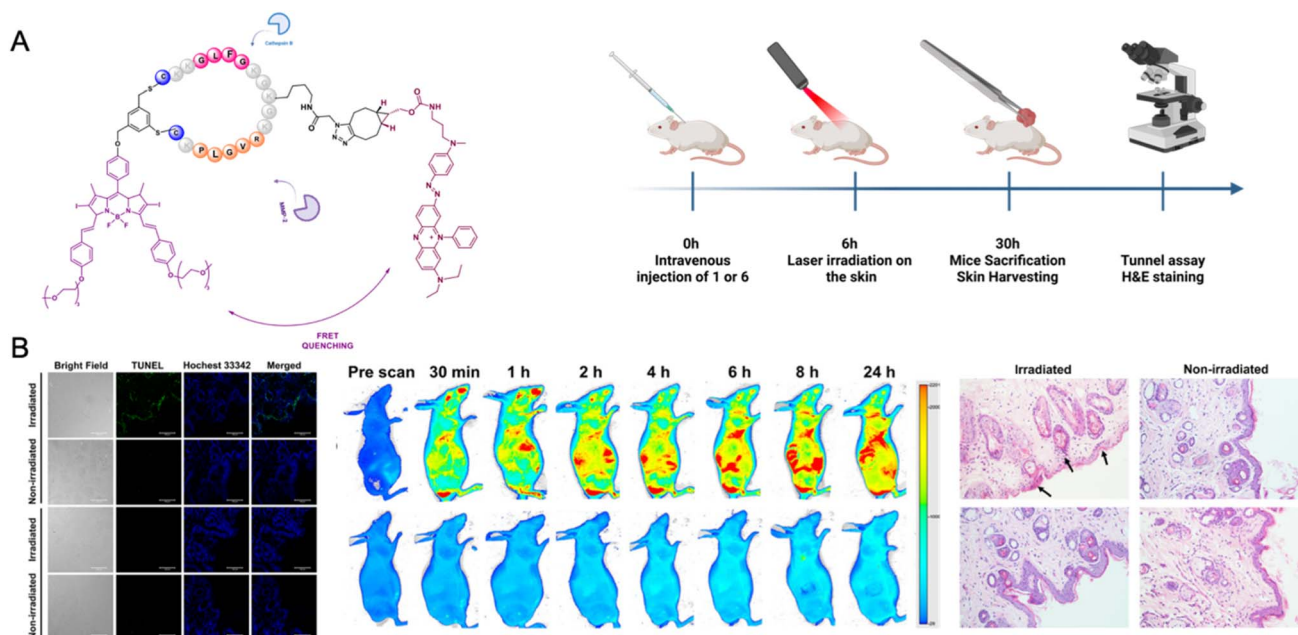 A
Cathepsin B
C G L F G
C P L G V R
S
S
O
MMP-2
N
B
N
F F
I
I
O
O
NH
O
N
N=N
H
H
O
O
HN
N
N
N
N
N
N
+
N
FRET
QUENCHING
0h
Intravenous
injection of 1 or 6
6h
Laser irradiation on
the skin
30h
Mice Sacrification
Skin Harvesting
Tunnel assay
H&E staining
B
Bright Field TUNEL Hochest 33342 Merged
Irradiated
Non-irradiated
Irradiated
Non-irradiated
Pre scan 30 min 1 h 2 h 4 h 6 h 8 h 24 h
Irradiated Non-irradiated